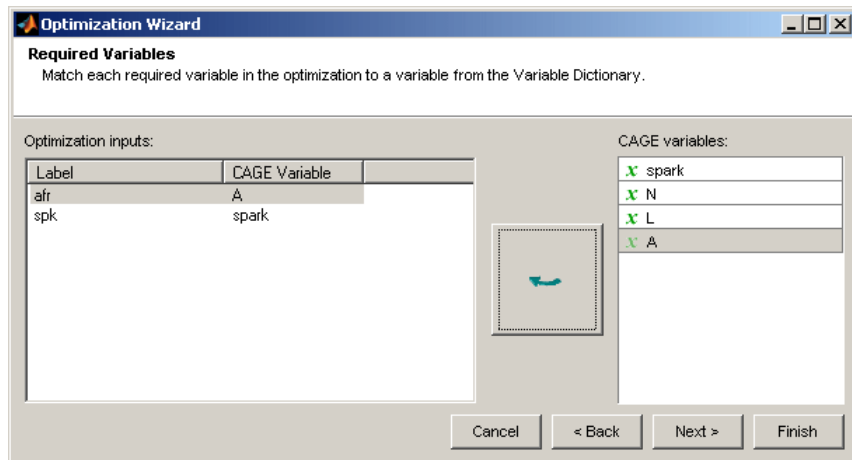 Optimization Wizard
Required Variables
Match each required variable in the optimization to a variable from the Variable Dictionary.
Optimization inputs:
CAGE variables:
Label CAGE Variable
afr A
spk spark
x spark
x N
x L
x A
Cancel < Back Next > Finish